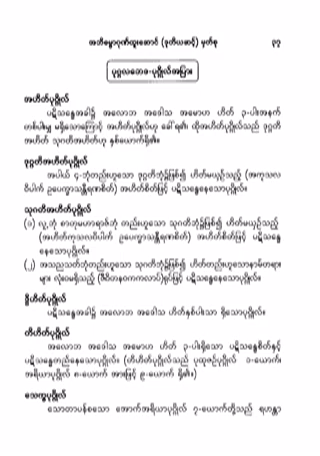 အဘိဓမ္မာဂုဏ်ထူးဆောင် (ဒုတိယဆင့်) မှတ်စု ၃၇
ပုဂ္ဂလဘေဒ-ပုဂ္ဂိုလ်အပြား
အဟိတ်ပုဂ္ဂိုလ်
ပဋိသန္ဓေအခါ၌ အလောဘ အဒေါသ အမောဟ ဟိတ် ၃-ပါးအနက်
တစ်ပါးမျှ မရှိသောကြောင့် အဟိတ်ပုဂ္ဂိုလ်ဟု ခေါ်ရ၏၊ ထိုအဟိတ်ပုဂ္ဂိုလ်သည် ဒုဂ္ဂတိ
အဟိတ် သုဂတိအဟိတ်ဟု နှစ်ယောက်ရှိ၏။
ဒုဂ္ဂတိအဟိတ်ပုဂ္ဂိုလ်
အပါယ် ၄-ဘုံတည်းဟူသော ဒုဂ္ဂတိဘုံ၌ဖြစ်၍ ဟိတ်မယှဉ်သည့် (အကုသလ
ဝိပါက် ဥပေက္ခာသန္တီရဏစိတ်) အဟိတ်စိတ်ဖြင့် ပဋိသန္ဓေနေသောပုဂ္ဂိုလ်။
သုဂတိအဟိတ်ပုဂ္ဂိုလ်
(၁) လူ့ဘုံ စာတုမဟာရာဇ်ဘုံ တည်းဟူသော သုဂတိဘုံ၌ဖြစ်၍ ဟိတ်မယှဉ်သည့်
(အဟိတ်ကုသလဝိပါက် ဥပေက္ခာသန္တီရဏစိတ်) အဟိတ်စိတ်ဖြင့် ပဋိသန္ဓေ
နေသောပုဂ္ဂိုလ်။
(၂) အသညသတ်ဘုံတည်းဟူသော သုဂတိဘုံ၌ဖြစ်၍ ဟိတ်တည်းဟူသောနာမ်တရား
များ လုံးဝမရှိသည့် (ဇီဝိတနဝကကလာပ်)ရုပ်ဖြင့် ပဋိသန္ဓေနေသောပုဂ္ဂိုလ်။
ဒွိဟိတ်ပုဂ္ဂိုလ်
ပဋိသန္ဓေအခါ၌ အလောဘ အဒေါသ ဟိတ်နှစ်ပါးသာ ရှိသောပုဂ္ဂိုလ်။
တိဟိတ်ပုဂ္ဂိုလ်
အလောဘ အဒေါသ အမောဟ ဟိတ် ၃-ပါးရှိသော ပဋိသန္ဓေစိတ်နှင့်
ပဋိသန္ဓေတည်နေသောပုဂ္ဂိုလ်။ (တိဟိတ်ပုဂ္ဂိုလ်သည် ပုထုဇဉ်ပုဂ္ဂိုလ် ၁-ယောက်၊
အရိယာပုဂ္ဂိုလ် ၈-ယောက် အားဖြင့် ၉-ယောက် ရှိ၏။)
သေက္ခပုဂ္ဂိုလ်
သောတာပန်စသော အောက်အရိယာပုဂ္ဂိုလ် ၇-ယောက်တို့သည် ရဟန္တာ